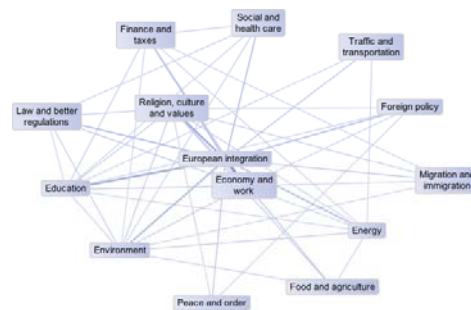 Social and
health care
Finance and
taxes
Traffic and
transportation
Religion, culture
and values
Foreign policy
Law and better
regulations
European integration
Economy and
work
Migration and
immigration
Education
Energy
Environment
Food and agriculture
Peace and order